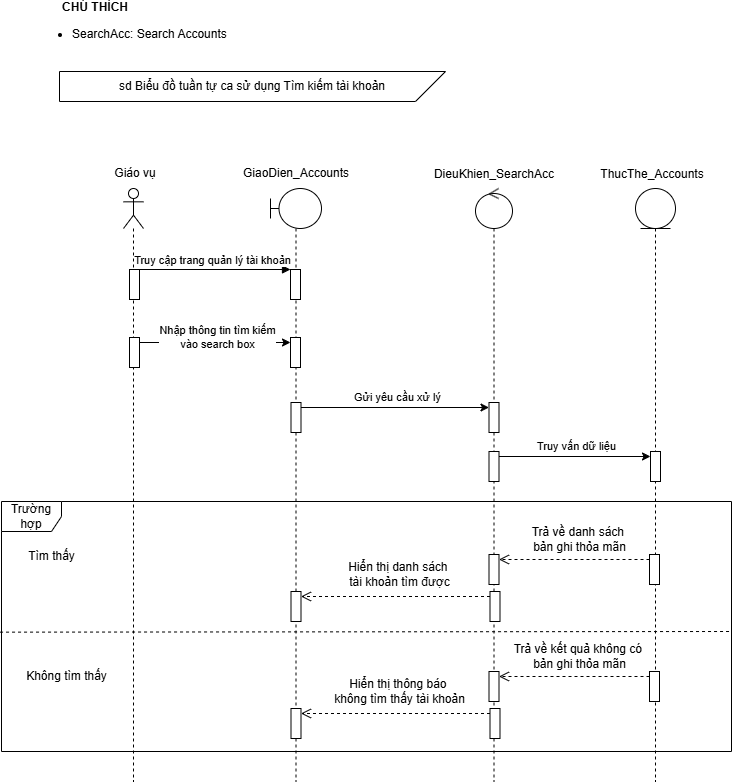 CHÚ THÍCH
• SearchAcc: Search Accounts
sd Biểu đồ tuần tự ca sử dụng Tìm kiếm tài khoản
Giáo vụ
GiaoDien_Accounts
DieuKhien_SearchAcc
ThucThe_Accounts
Truy cập trang quản lý tài khoản
Nhập thông tin tìm kiếm
vào search box
Gửi yêu cầu xử lý
Truy vấn dữ liệu
Trường
hợp
Tìm thấy
Trả về danh sách
bản ghi thỏa mãn
Hiển thị danh sách
tài khoản tìm được
Không tìm thấy
Trả về kết quả không có
bản ghi thỏa mãn
Hiển thị thông báo
không tìm thấy tài khoản